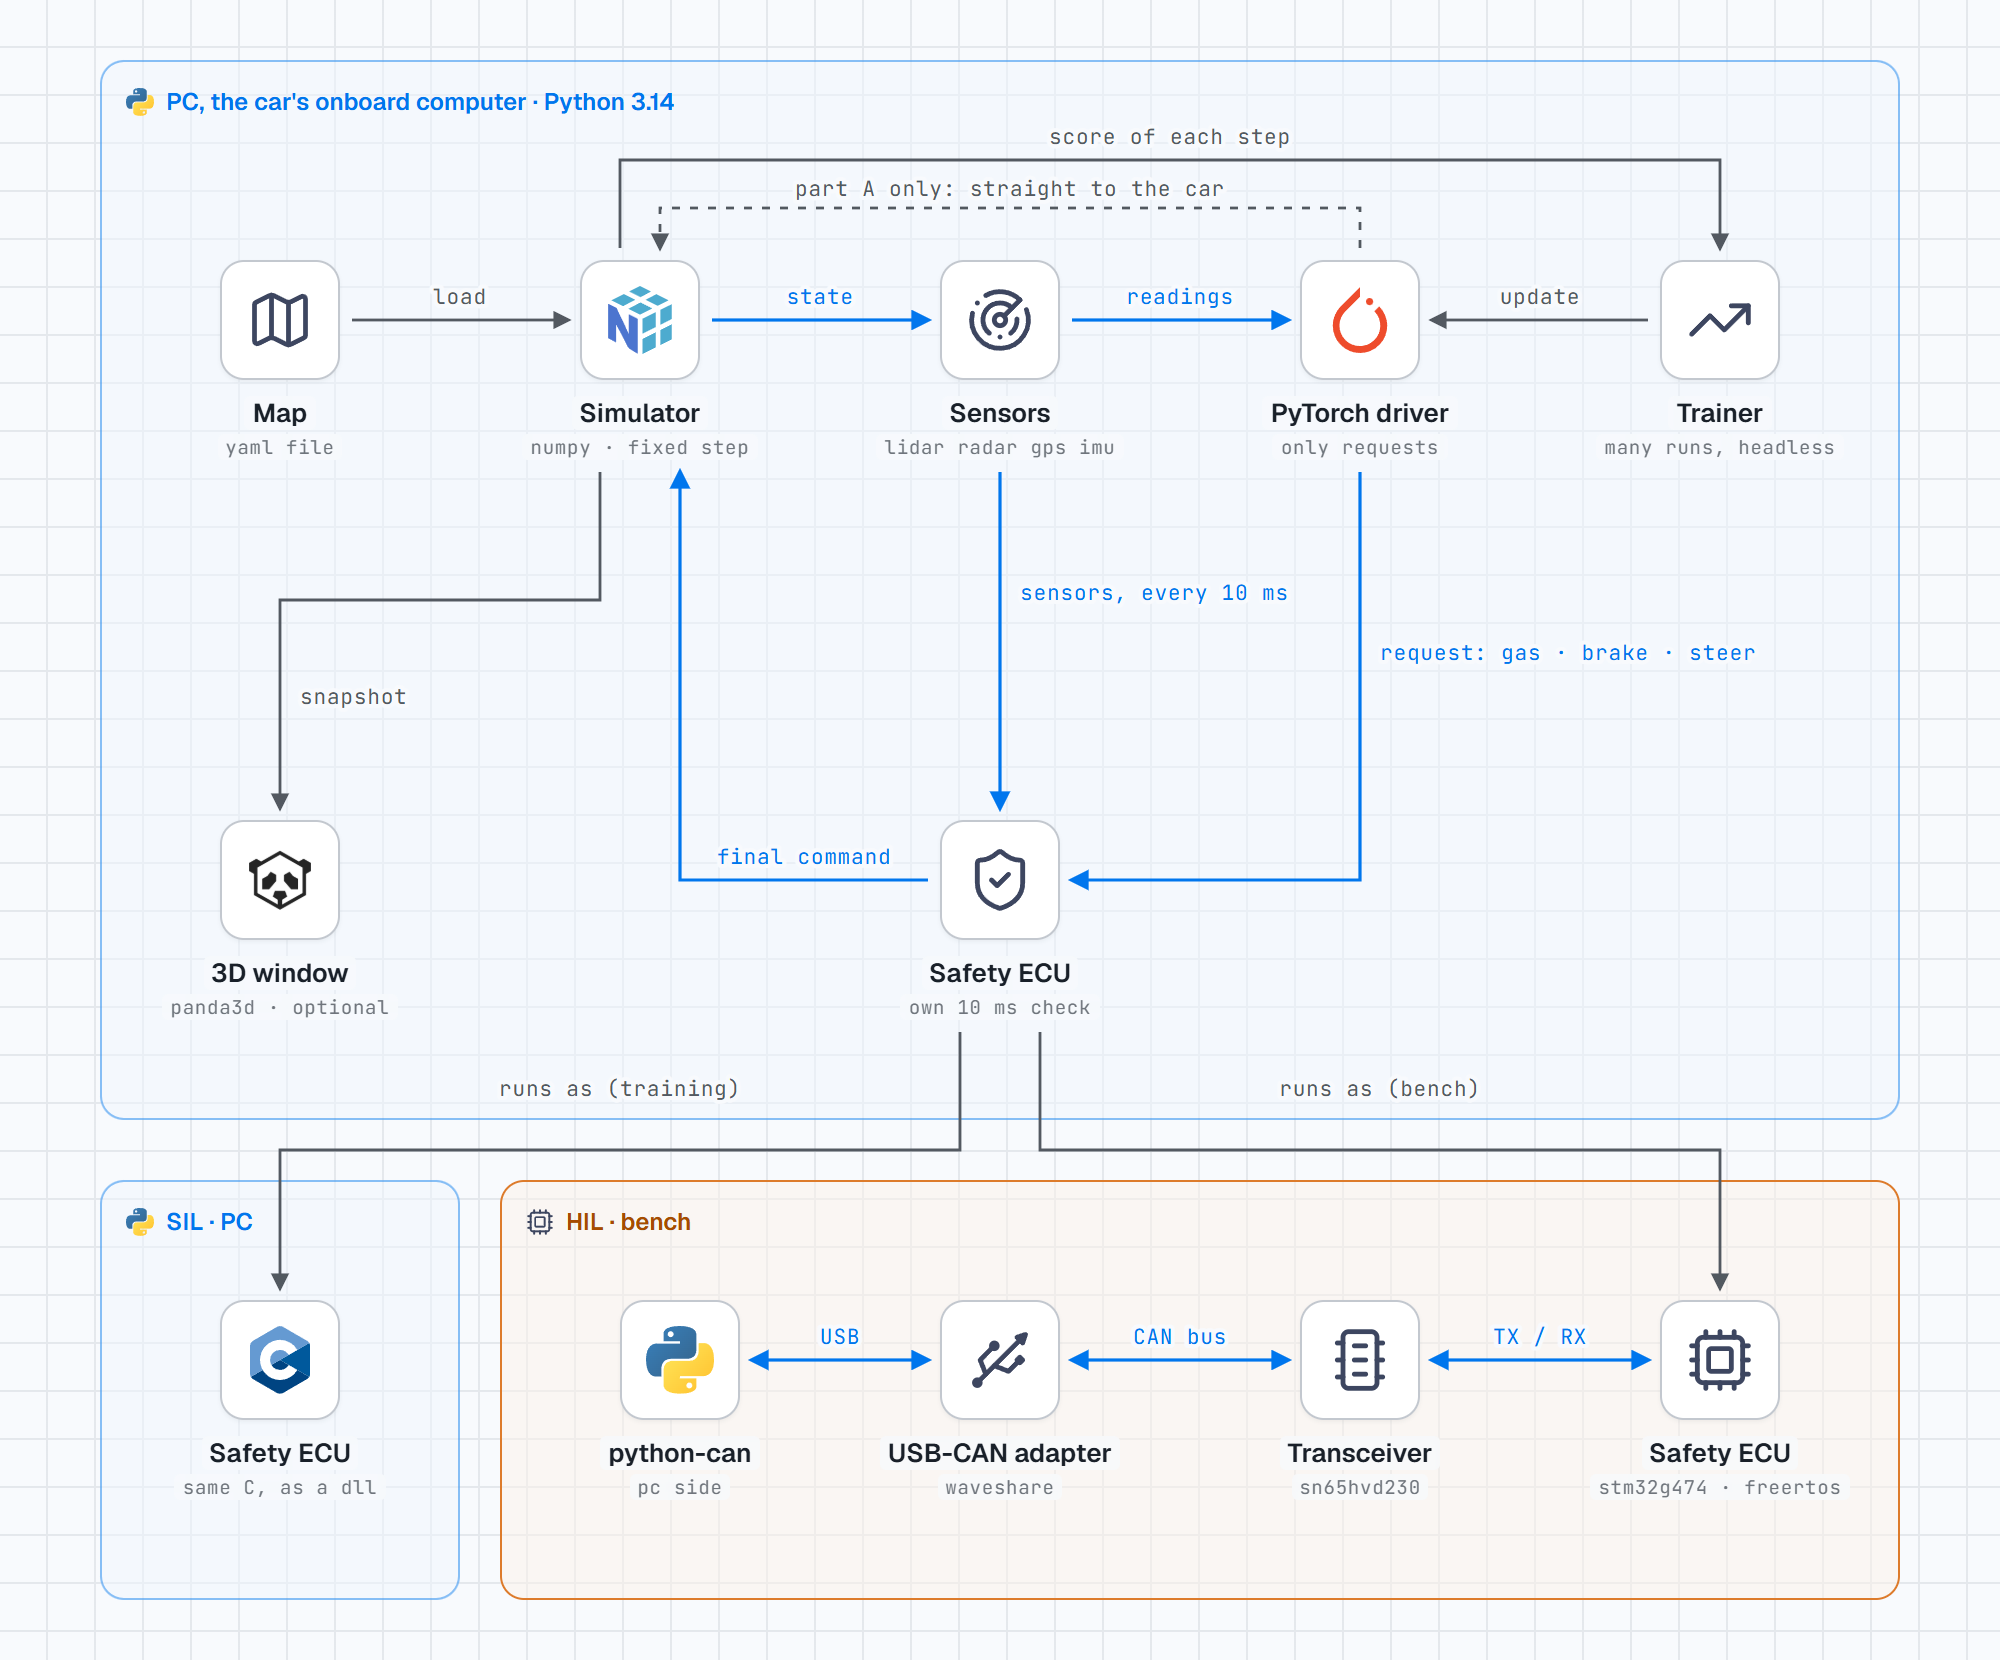 PC, the car's onboard computer · Python 3.14
score of each step
part A only: straight to the car
load
state
readings
update
Map
yaml file
Simulator
numpy · fixed step
Sensors
lidar radar gps imu
PyTorch driver
only requests
Trainer
many runs, headless
sensors, every 10 ms
request: gas · brake · steer
snapshot
final command
3D window
panda3d · optional
Safety ECU
own 10 ms check
runs as (training)
runs as (bench)
SIL · PC
HIL · bench
USB
CAN bus
TX / RX
Safety ECU
same C, as a dll
python-can
pc side
USB-CAN adapter
waveshare
Transceiver
sn65hvd230
Safety ECU
stm32g474 · freertos